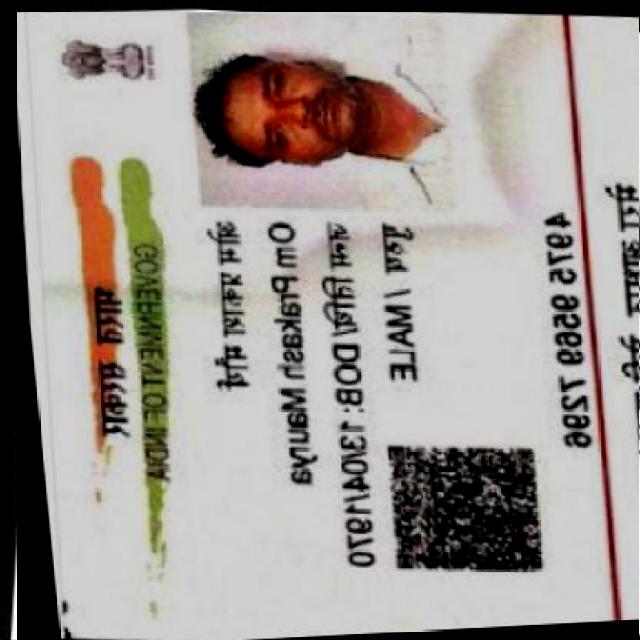 भारत सरकार
GOVERNMENT OF INDIA
ओम प्रकाश मौर्य
Om Prakash Maurya
जन्म तिथि/ DOB: 13/04/1970
पुरुष / MALE
4975 9569 7296
मेरा आधार, मेरी